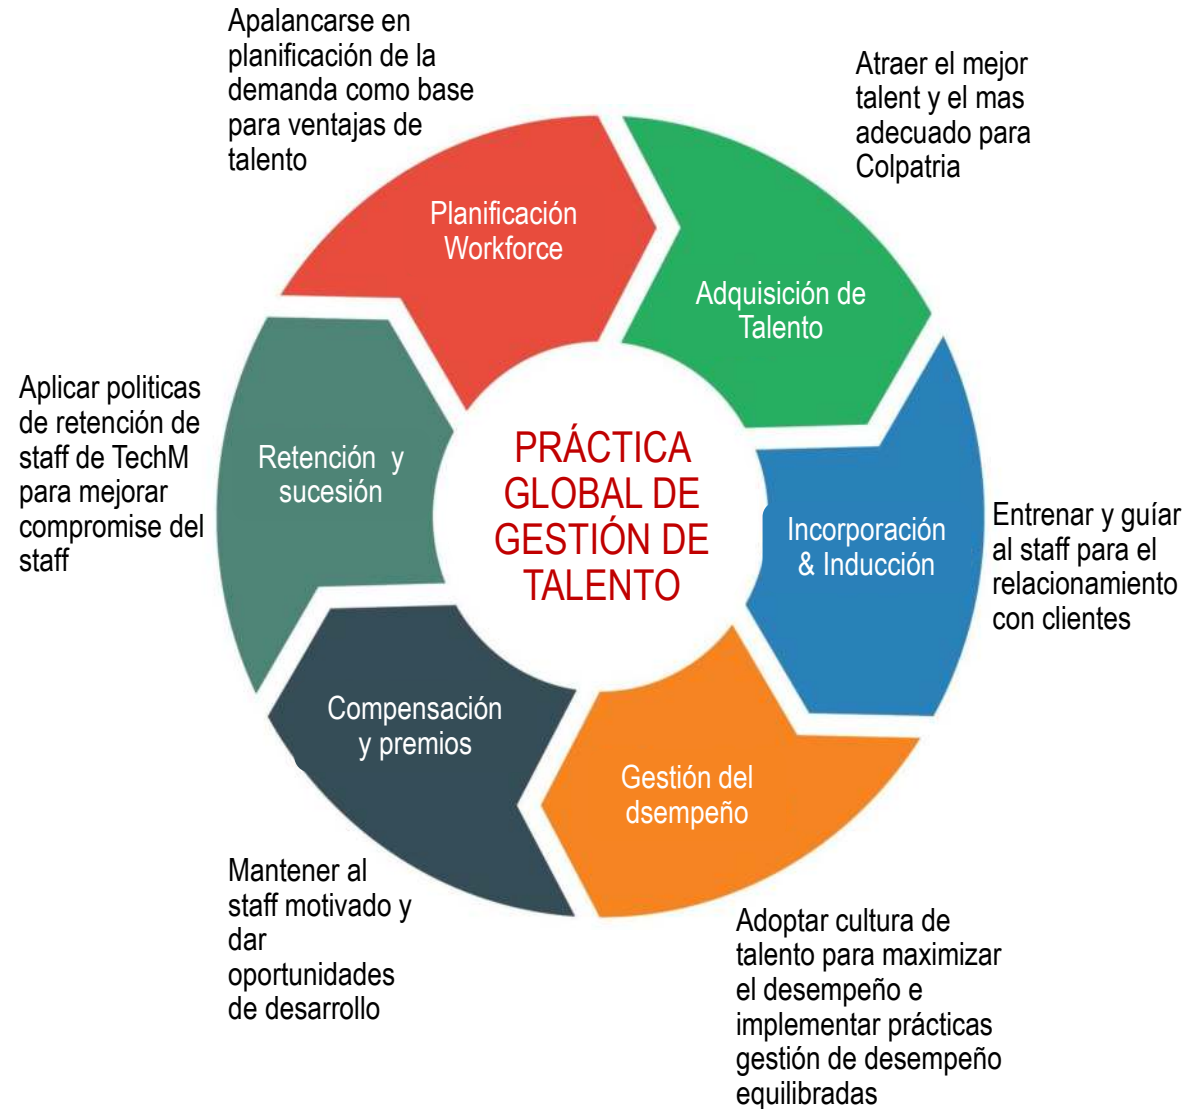 Apalancarse en
planificación de la
demanda como base
para ventajas de
talento
Atraer el mejor
talent y el mas
adecuado para
Colpatria
Planificación
Workforce
Adquisición de
Talento
Aplicar politicas
de retención de
staff de TechM
para mejorar
compromise del
staff
Retención y
sucesión
PRÁCTICA
GLOBAL DE
GESTIÓN DE
TALENTO
Incorporación
& Inducción
Entrenar y guíar
al staff para el
relacionamiento
con clientes
Compensación
y premios
Gestión del
dsempeño
Mantener al
staff motivado y
dar
oportunidades
de desarrollo
Adoptar cultura de
talento para maximizar
el desempeño e
implementar prácticas
gestión de desempeño
equilibradas